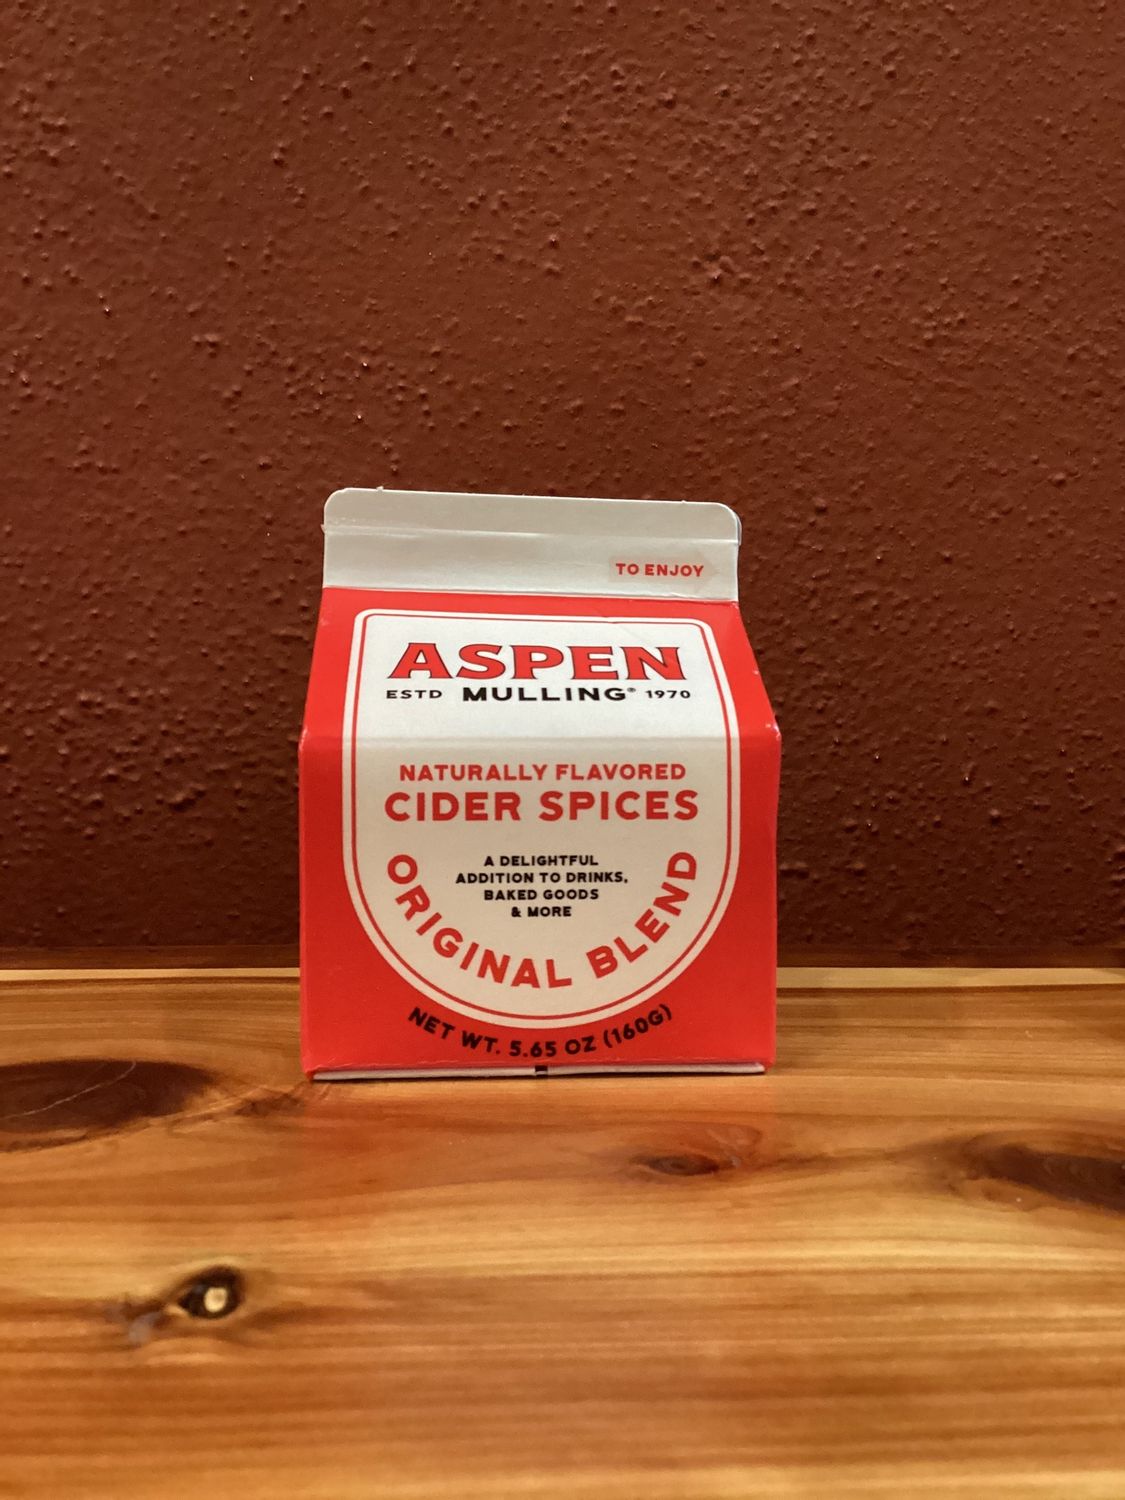 TO ENJOY
ASPEN
ESTD MULLING® 1970
NATURALLY FLAVORED
CIDER SPICES
A DELIGHTFUL
ADDITION TO DRINKS,
BAKED GOODS
& MORE
ORIGINAL BLEND
NET WT. 5.65 OZ (160G)